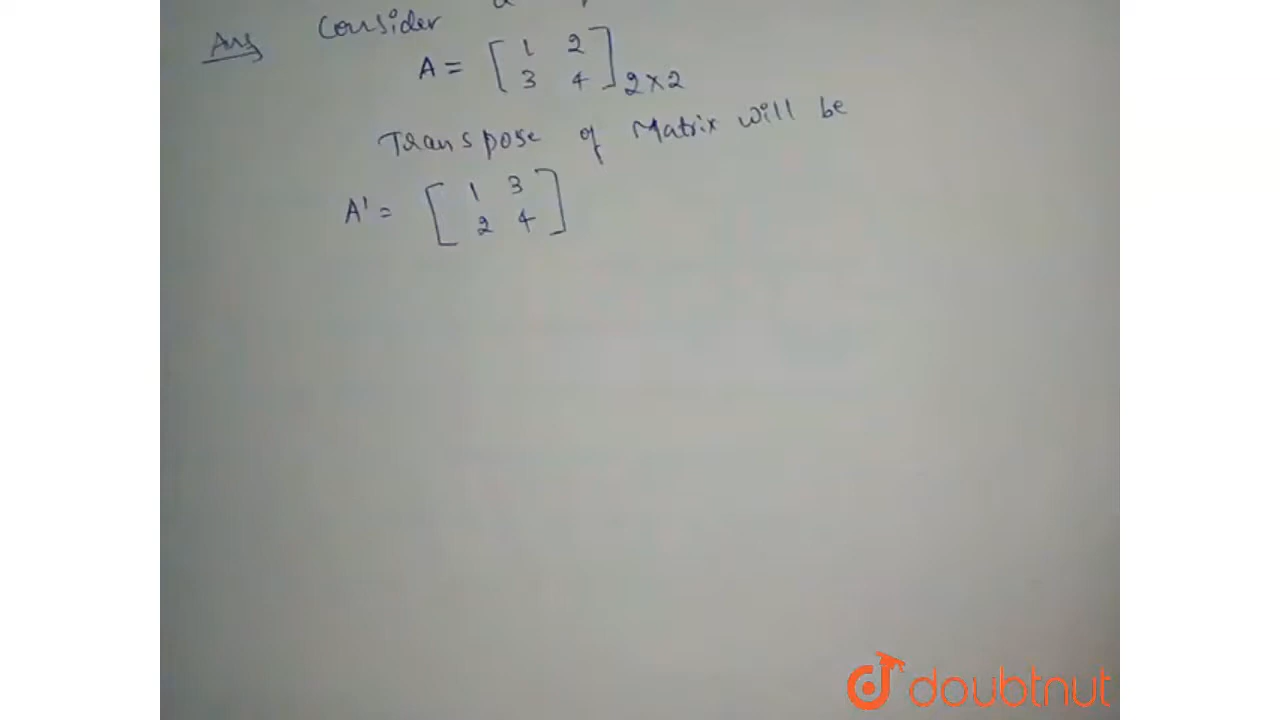 Ans Consider a
A = [ 1 2
3 4 ] 2×2
Transpose of Matrix will be
A' = [ 1 3
2 4 ]
doubtnut